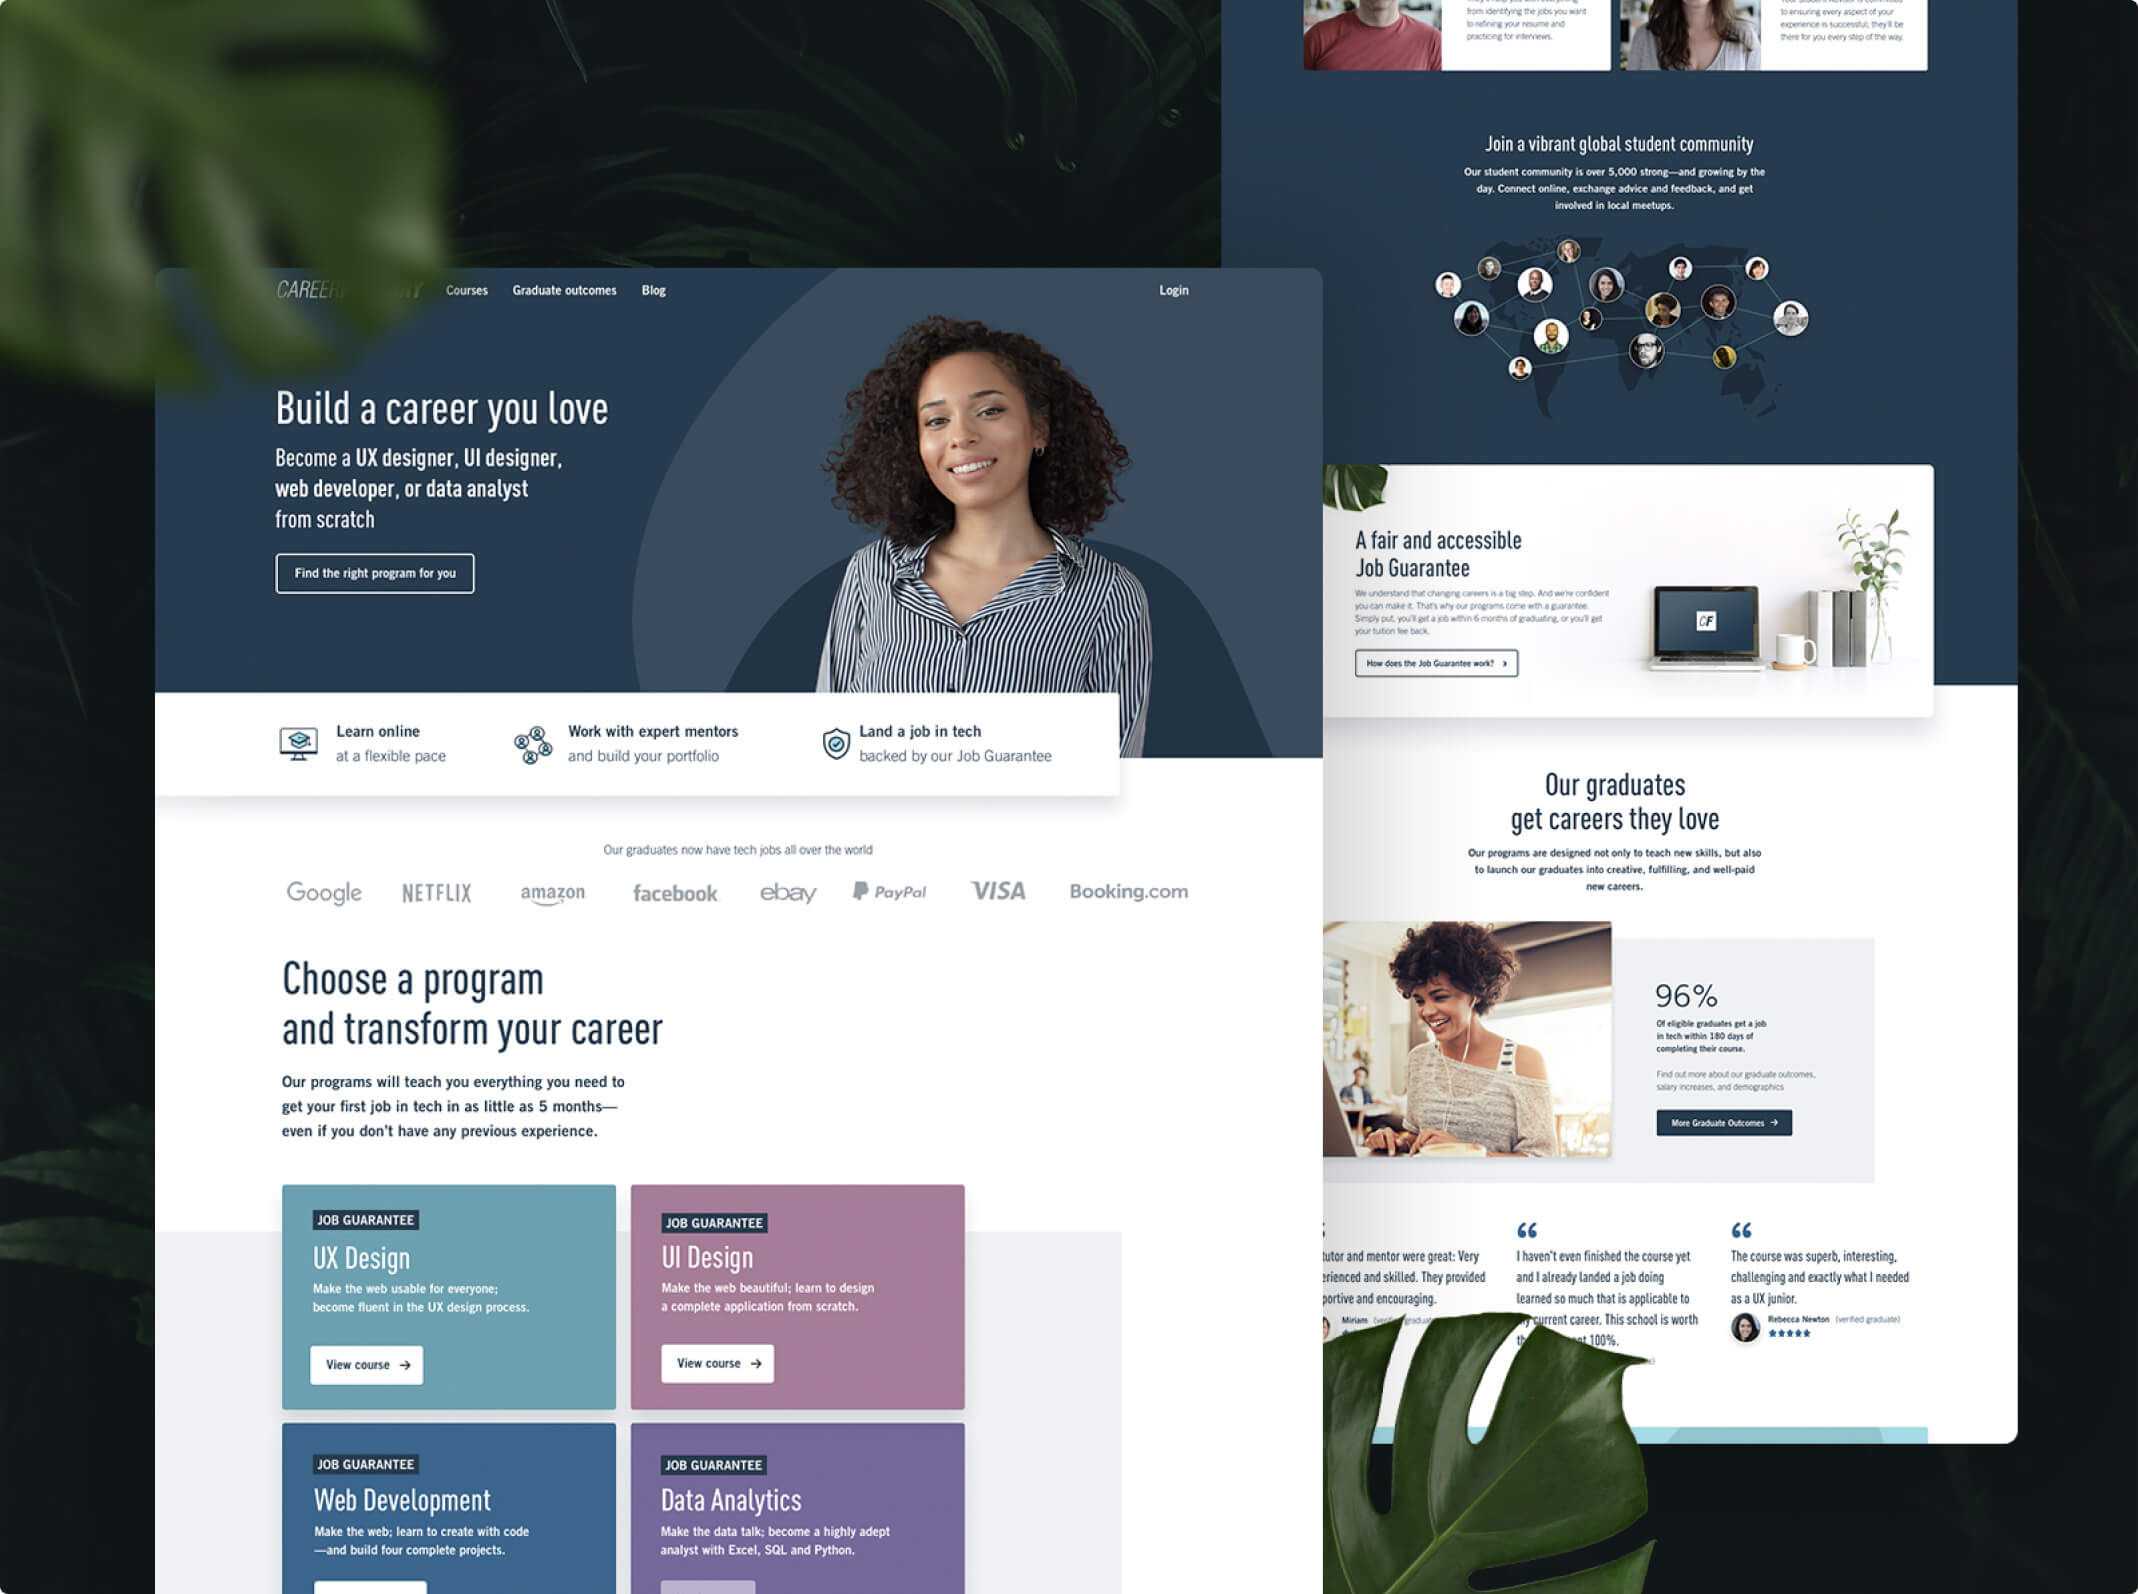 CAREER
Courses
Graduate outcomes
Blog
Login
Build a career you love
Become a UX designer, UI designer,
web developer, or data analyst
from scratch
Find the right program for you
Learn online
at a flexible pace
Work with expert mentors
and build your portfolio
Land a job in tech
backed by our Job Guarantee
Our graduates now have tech jobs all over the world
Google
NETFLIX
amazon
facebook
ebay
PayPal
VISA
Booking.com
Choose a program
and transform your career
Our programs will teach you everything you need to
get your first job in tech in as little as 5 months—
even if you don't have any previous experience.
JOB GUARANTEE
UX Design
Make the web usable for everyone;
become fluent in the UX design process.
View course
JOB GUARANTEE
UI Design
Make the web beautiful; learn to design
a complete application from scratch.
View course
JOB GUARANTEE
Web Development
Make the web; learn to create with code
—and build four complete projects.
JOB GUARANTEE
Data Analytics
Make the data talk; become a highly adept
analyst with Excel, SQL and Python.
from identifying the jobs you want
to refining your resume and
practicing for interviews.
to ensuring every aspect of your
experience is successful; they'll be
there for you every step of the way.
Join a vibrant global student community
Our student community is over 5,000 strong—and growing by the
day. Connect online, exchange advice and feedback, and get
involved in local meetups.
A fair and accessible
Job Guarantee
We understand that changing careers is a big step. And we're confident
you can make it. That's why our programs come with a guarantee.
Simply put, you'll get a job within 6 months of graduating, or you'll get
your tuition fee back.
How does the Job Guarantee work?
CF
Our graduates
get careers they love
Our programs are designed not only to teach new skills, but also
to launch our graduates into creative, fulfilling, and well-paid
new careers.
96%
Of eligible graduates get a job
in tech within 180 days of
completing their course.
Find out more about our graduate outcomes,
salary increases, and demographics
More Graduate Outcomes
tutor and mentor were great: Very
erienced and skilled. They provided
portive and encouraging.
Miriam
I haven't even finished the course yet
and I already landed a job doing
learned so much that is applicable to
current career. This school is worth
100%.
The course was superb, interesting,
challenging and exactly what I needed
as a UX junior.
Rebecca Newton (verified graduate)